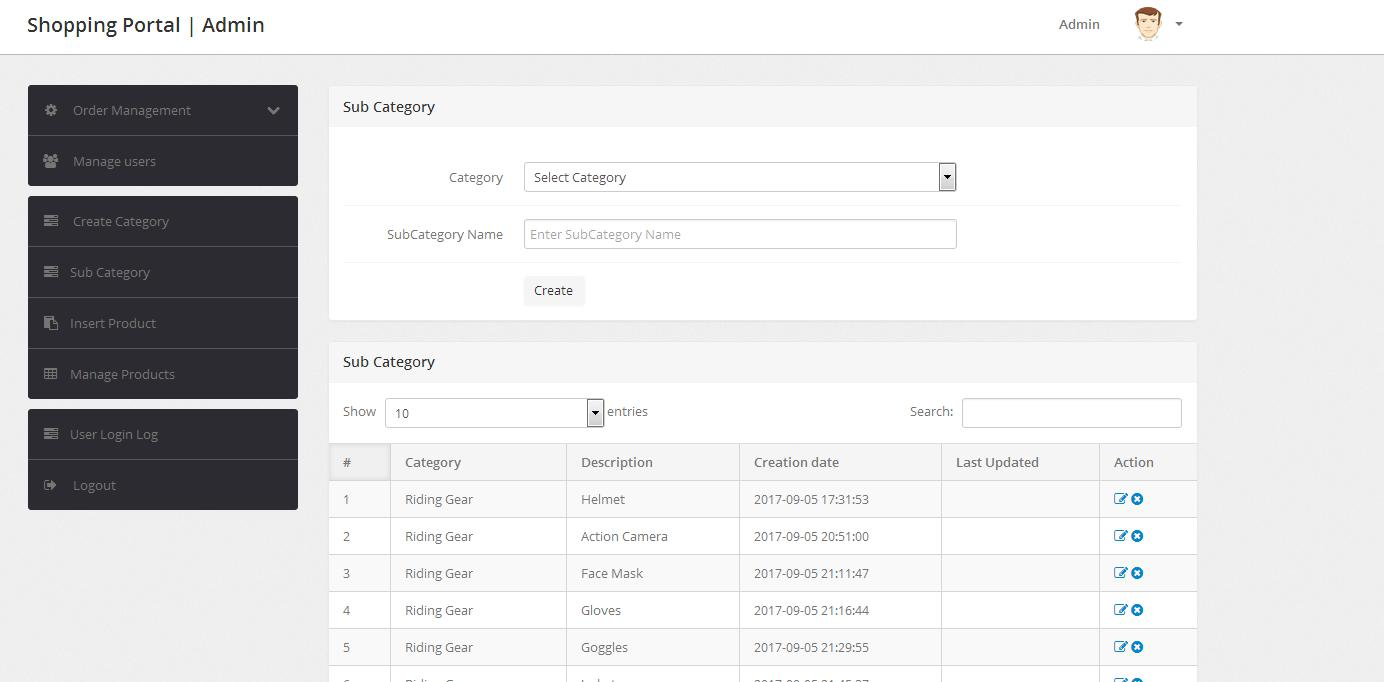 Shopping Portal | Admin
Admin
Order Management
Manage users
Create Category
Sub Category
Insert Product
Manage Products
User Login Log
Logout
Sub Category
Category Select Category
SubCategory Name Enter SubCategory Name
Create
Sub Category
Show 10 entries Search:
# Category Description Creation date Last Updated Action
1 Riding Gear Helmet 2017-09-05 17:31:53
2 Riding Gear Action Camera 2017-09-05 20:51:00
3 Riding Gear Face Mask 2017-09-05 21:11:47
4 Riding Gear Gloves 2017-09-05 21:16:44
5 Riding Gear Goggles 2017-09-05 21:29:55